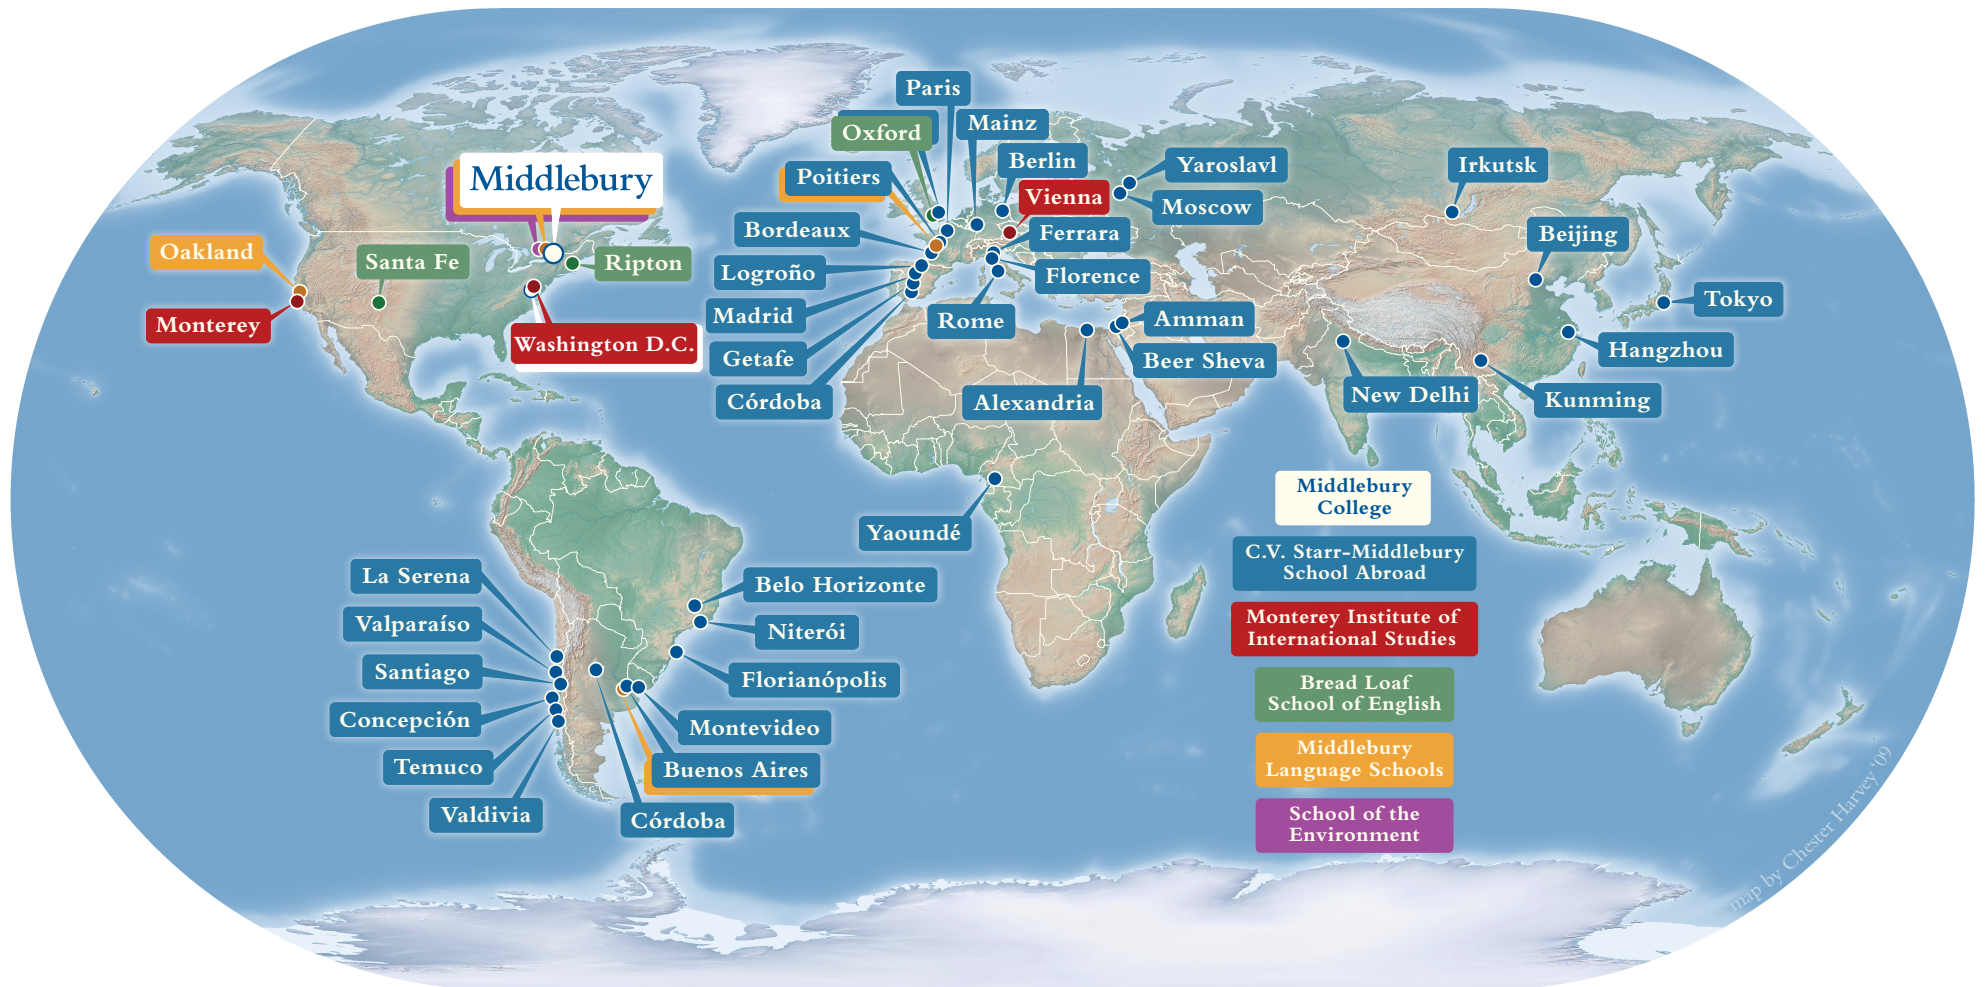 Paris
Oxford
Mainz
Middlebury
Poitiers
Berlin
Yaroslavl
Irkutsk
Vienna
Moscow
Oakland
Santa Fe
Ripton
Bordeaux
Ferrara
Beijing
Logroño
Florence
Monterey
Washington D.C.
Madrid
Rome
Amman
Tokyo
Getafe
Beer Sheva
Hangzhou
Córdoba
Alexandria
New Delhi
Kunming
Yaoundé
La Serena
Belo Horizonte
Valparaíso
Niterói
Santiago
Florianópolis
Concepción
Montevideo
Temuco
Buenos Aires
Valdivia
Córdoba
Middlebury
College
C.V. Starr-Middlebury
School Abroad
Monterey Institute of
International Studies
Bread Loaf
School of English
Middlebury
Language Schools
School of the
Environment
map by Chester Harvey '09